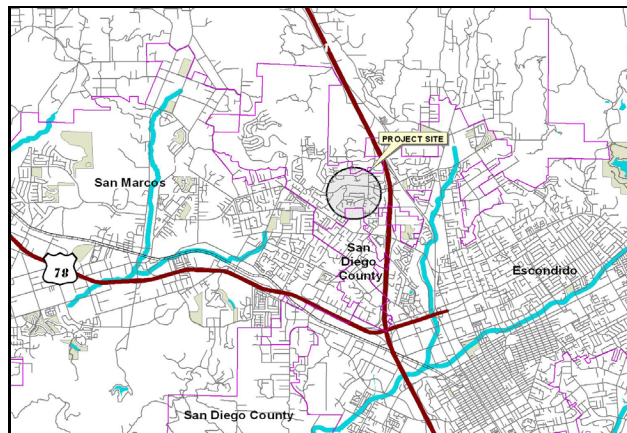 PROJECT SITE
San Marcos
San
Diego
County
Escondido
78
San Diego County